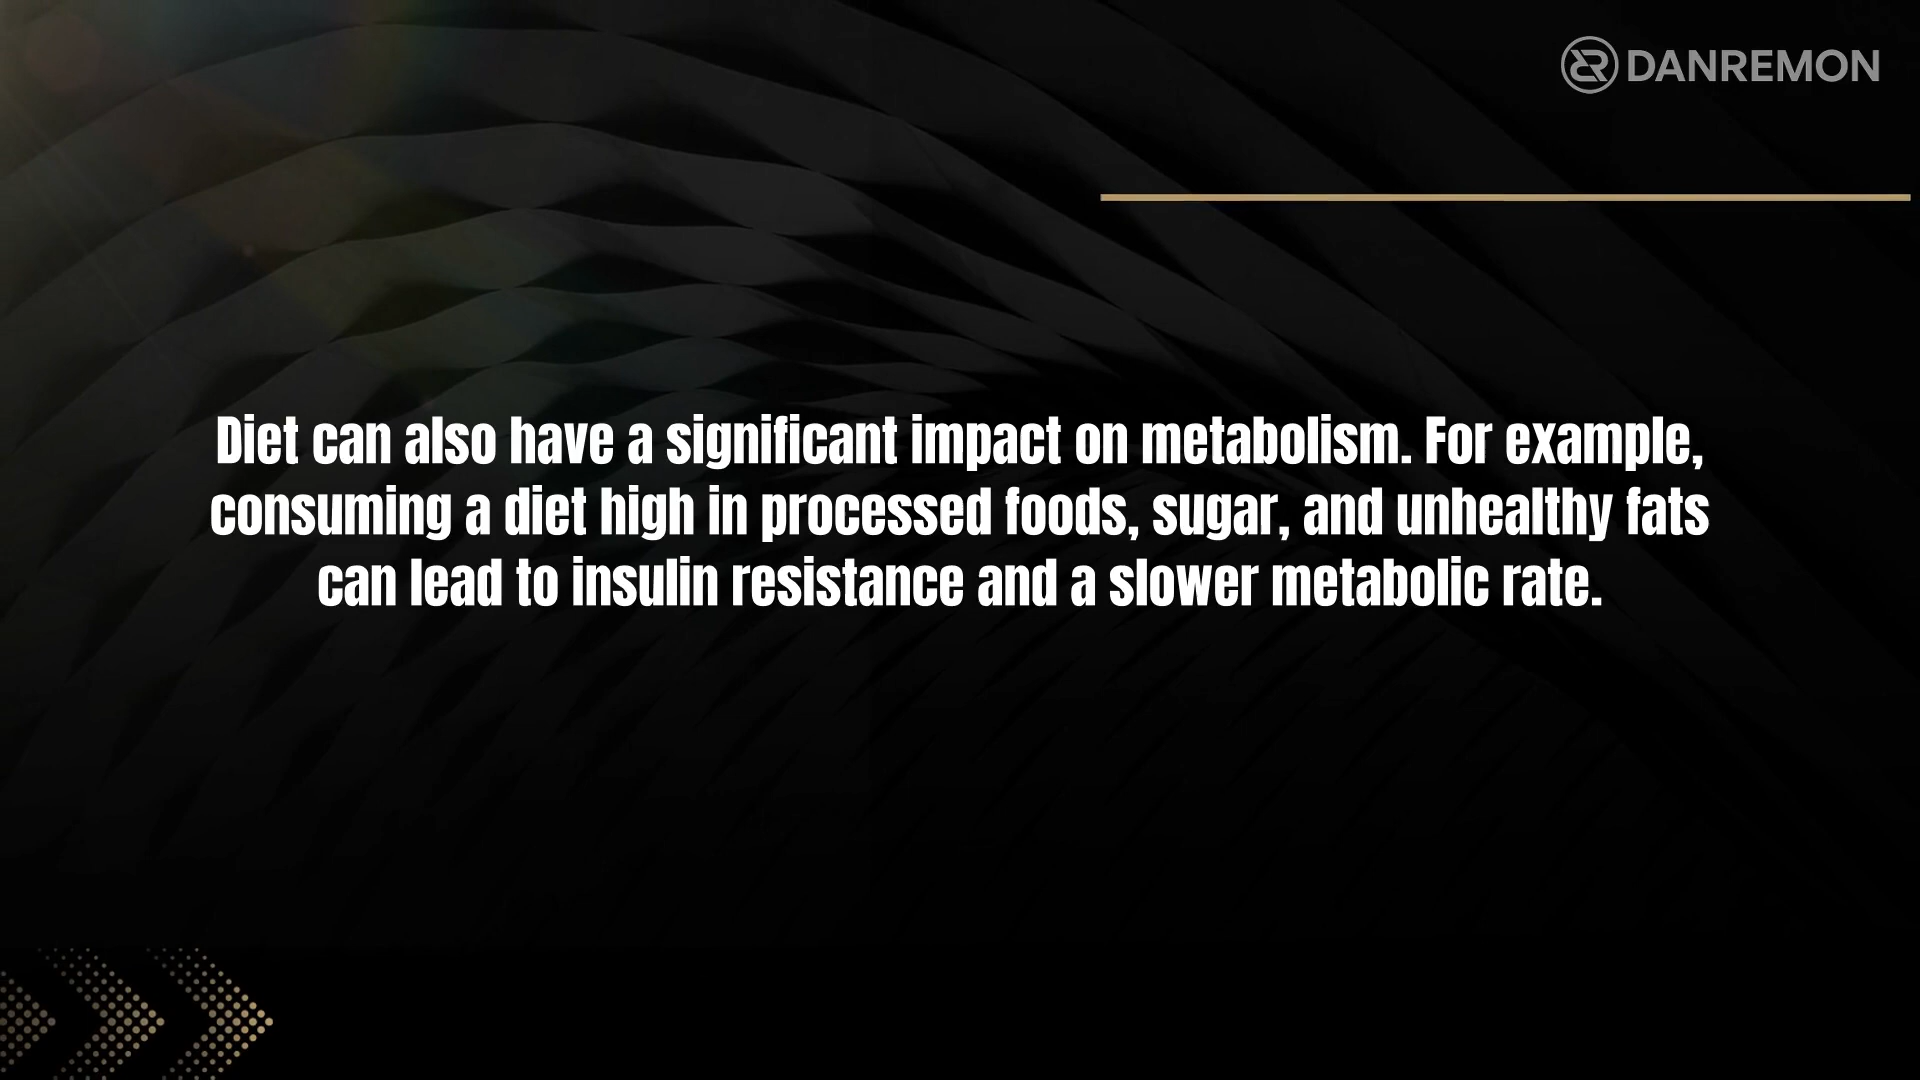 DANREMON
Diet can also have a significant impact on metabolism. For example,
consuming a diet high in processed foods, sugar, and unhealthy fats
can lead to insulin resistance and a slower metabolic rate.